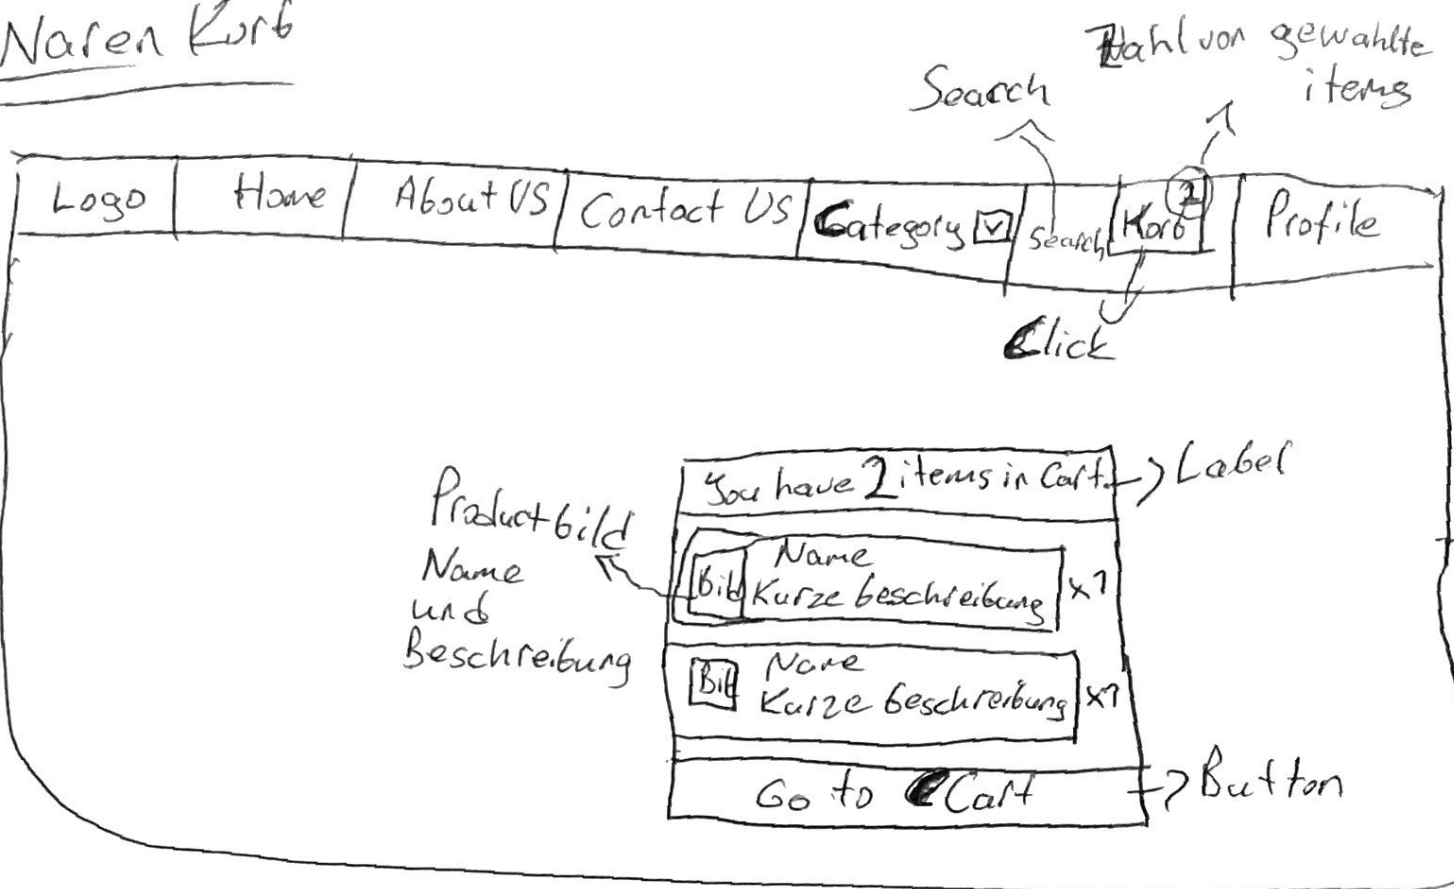 Waren Korb
Zahl von gewahlte
items
Search
Logo
Home
About US
Contact US
Category
Search
Korb
2
Profile
Click
You have 2 items in Cart
Label
Productbild
Name
und
Beschreibung
Bild
Name
Kurze beschreibung
x1
Bild
Name
Kurze beschreibung
x1
Go to Cart
Button